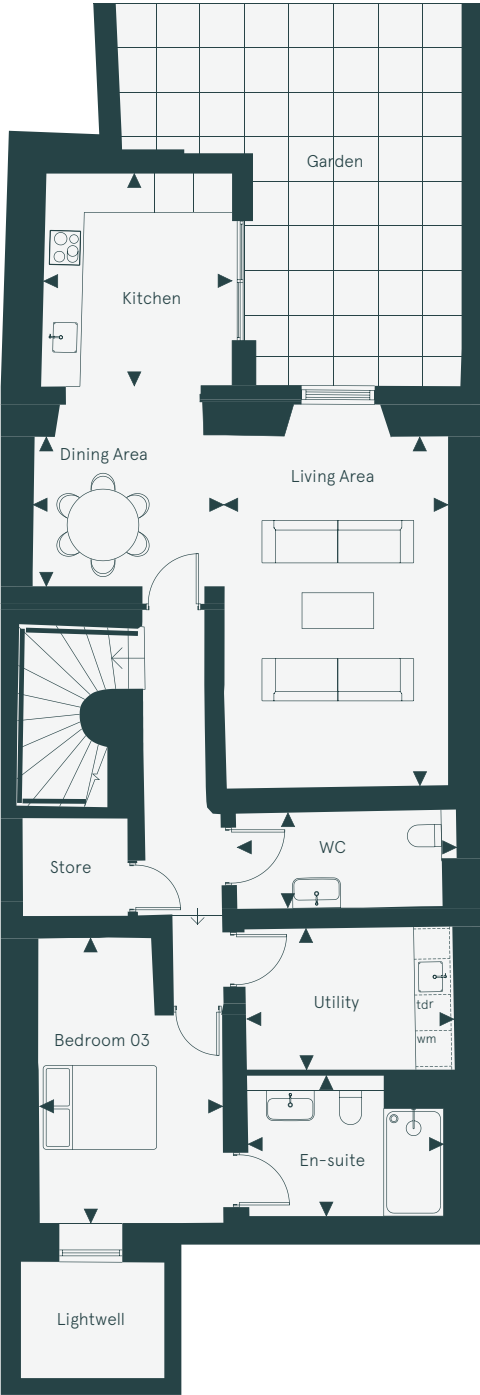 Garden
Kitchen
Dining Area
Living Area
WC
Store
Utility
tdr
wm
Bedroom 03
En-suite
Lightwell